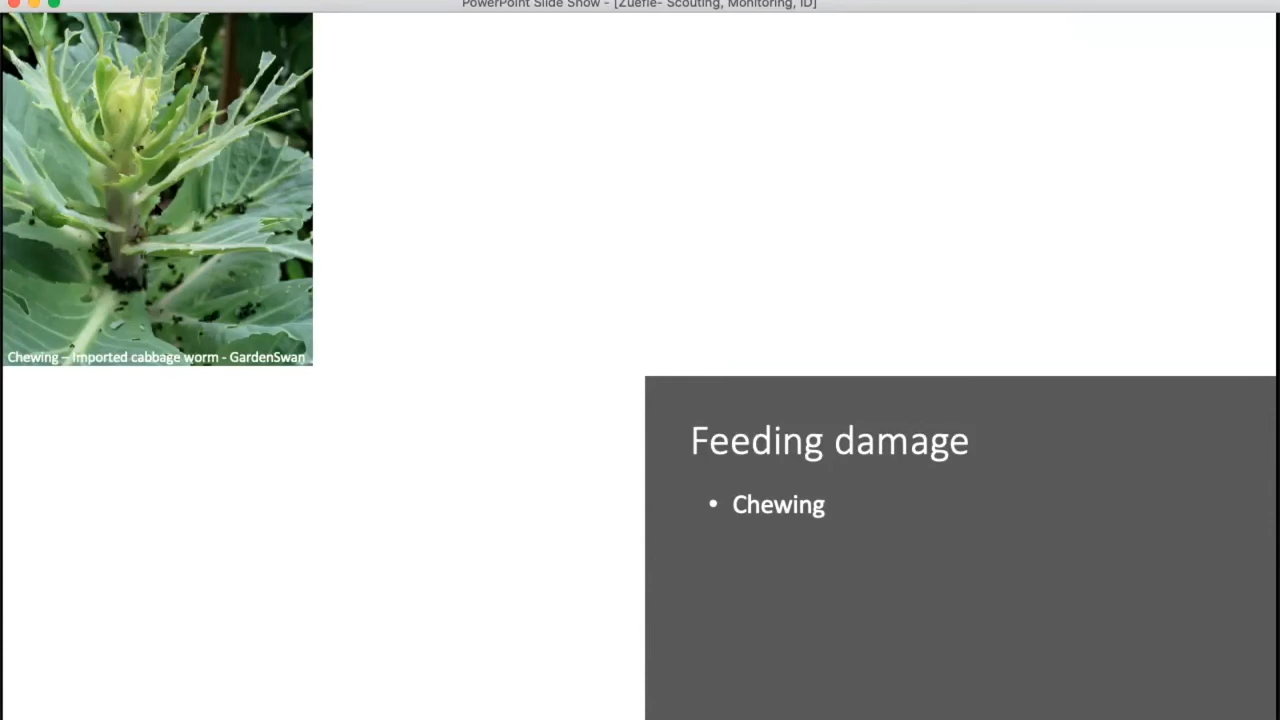 PowerPoint Slide Show - [Zuefle- Scouting, Monitoring, ID]
Chewing – Imported cabbage worm - GardenSwan
Feeding damage
• Chewing